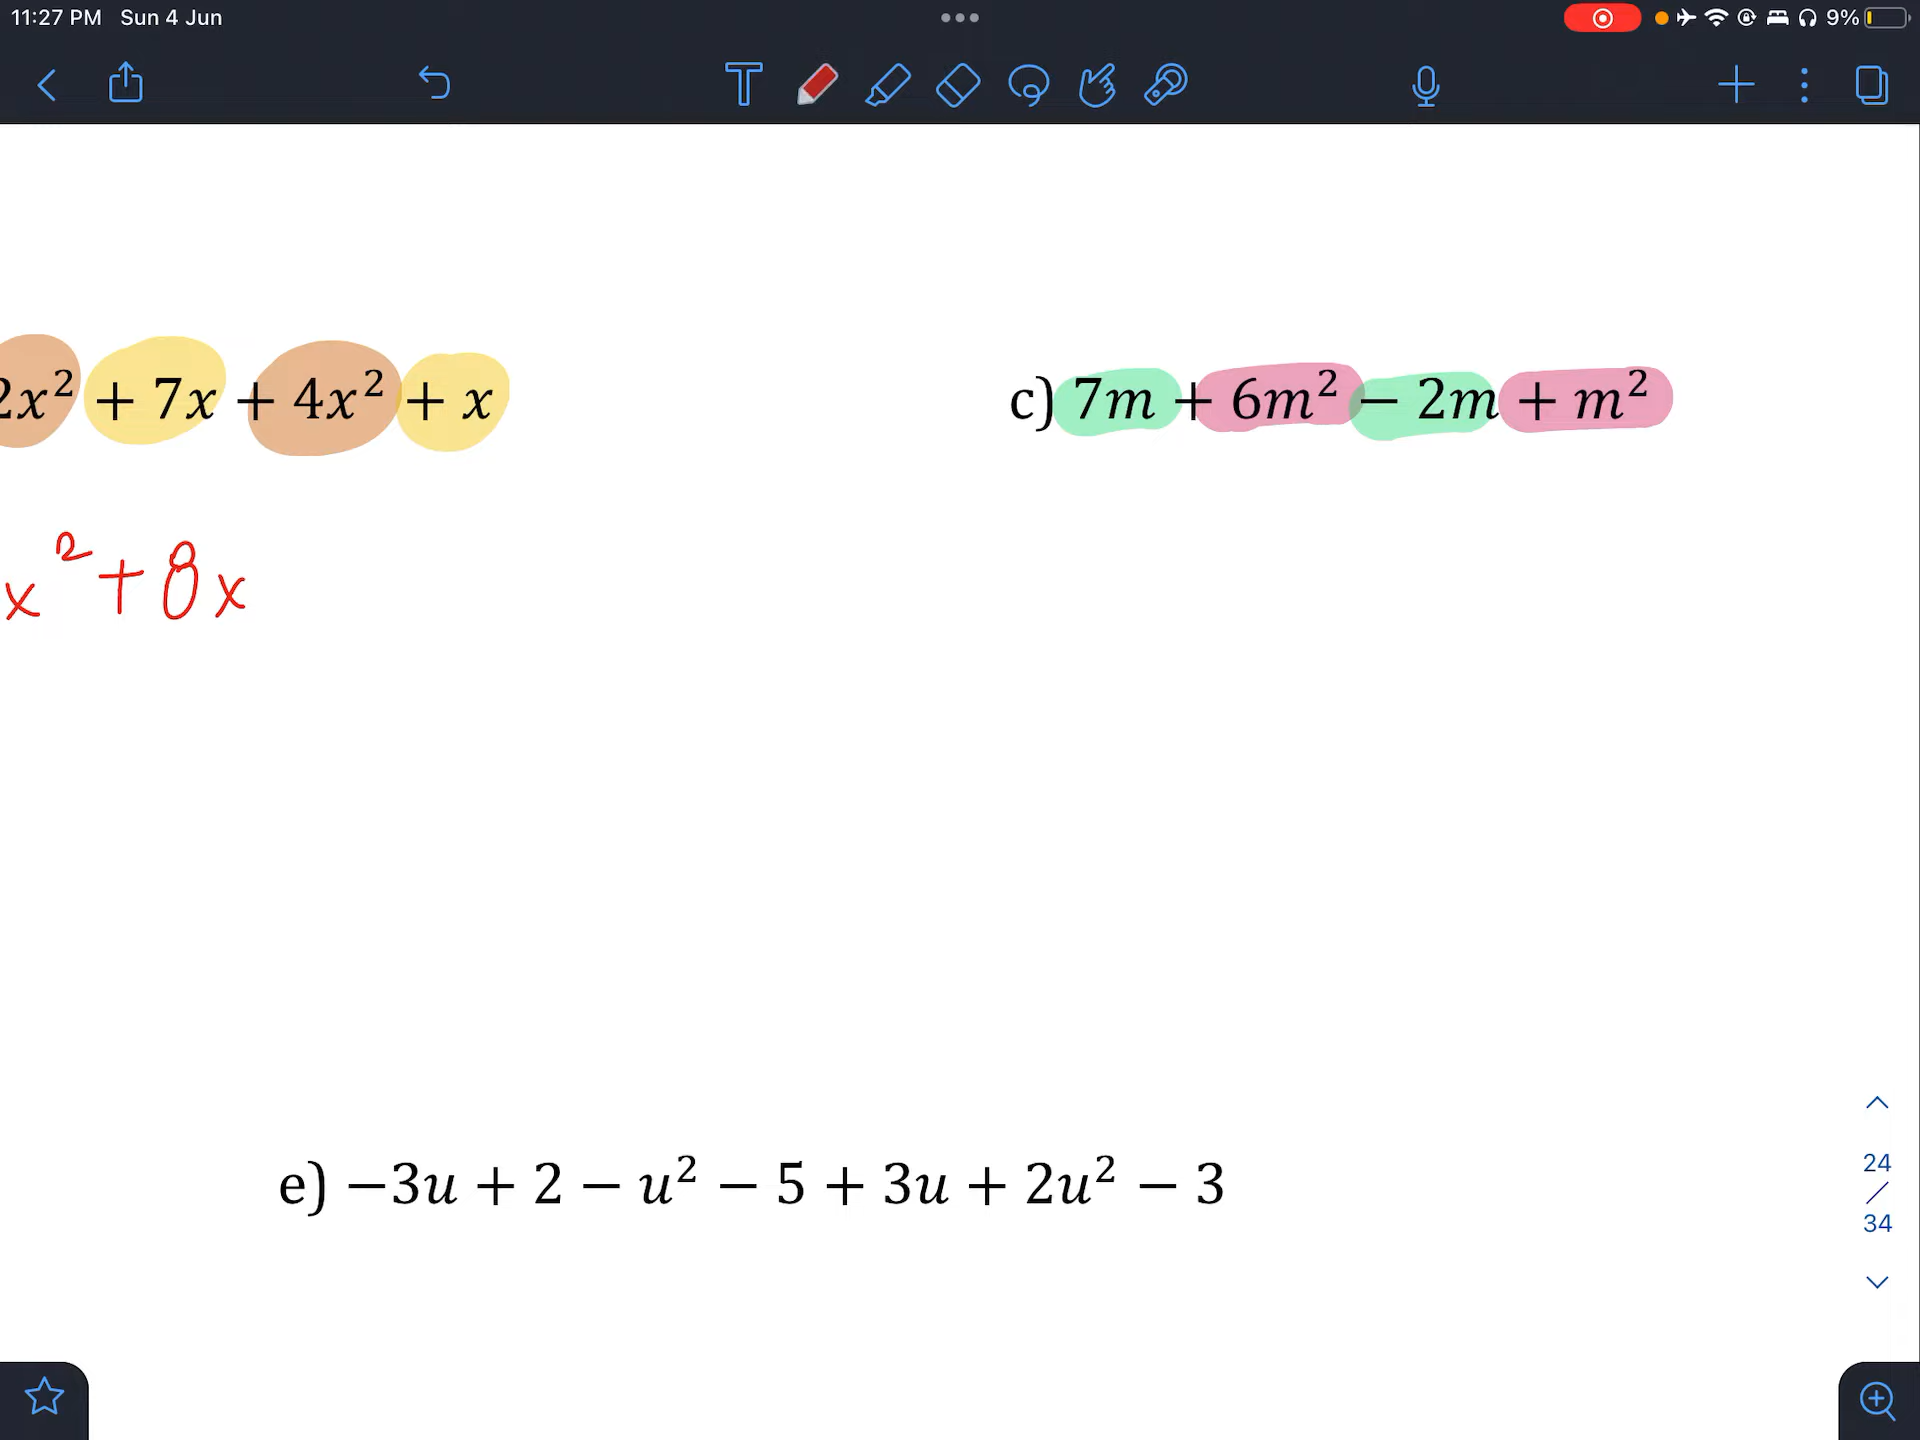 11:27 PM Sun 4 Jun
9%
2x² + 7x + 4x² + x
c) 7m + 6m² − 2m + m²
x² + 8x
e) −3u + 2 − u² − 5 + 3u + 2u² − 3
24
/
34